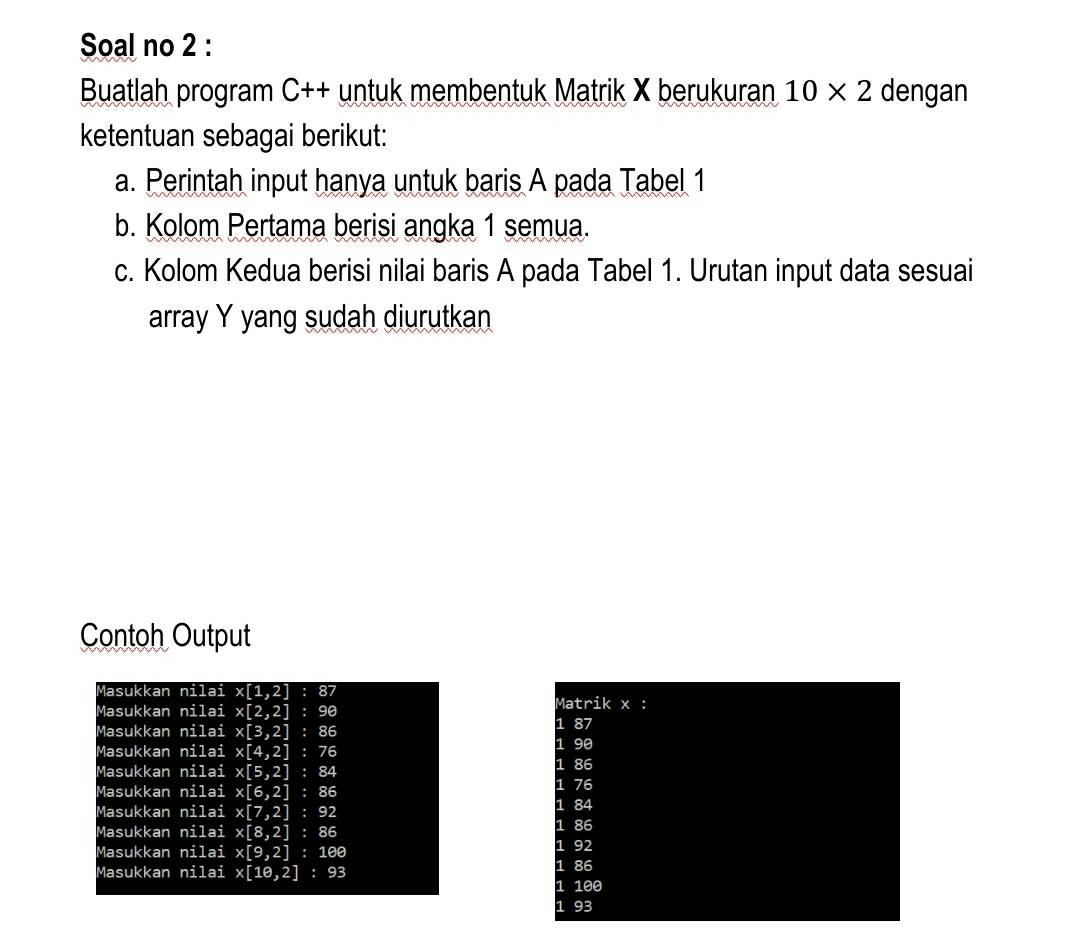 Soal no 2 :
Buatlah program C++ untuk membentuk Matrik X berukuran 10 × 2 dengan
ketentuan sebagai berikut:
a. Perintah input hanya untuk baris A pada Tabel 1
b. Kolom Pertama berisi angka 1 semua.
c. Kolom Kedua berisi nilai baris A pada Tabel 1. Urutan input data sesuai
array Y yang sudah diurutkan
Contoh Output
Masukkan nilai x[1,2] : 87
Masukkan nilai x[2,2] : 90
Masukkan nilai x[3,2] : 86
Masukkan nilai x[4,2] : 76
Masukkan nilai x[5,2] : 84
Masukkan nilai x[6,2] : 86
Masukkan nilai x[7,2] : 92
Masukkan nilai x[8,2] : 86
Masukkan nilai x[9,2] : 100
Masukkan nilai x[10,2] : 93
Matrik x :
1 87
1 90
1 86
1 76
1 84
1 86
1 92
1 86
1 100
1 93